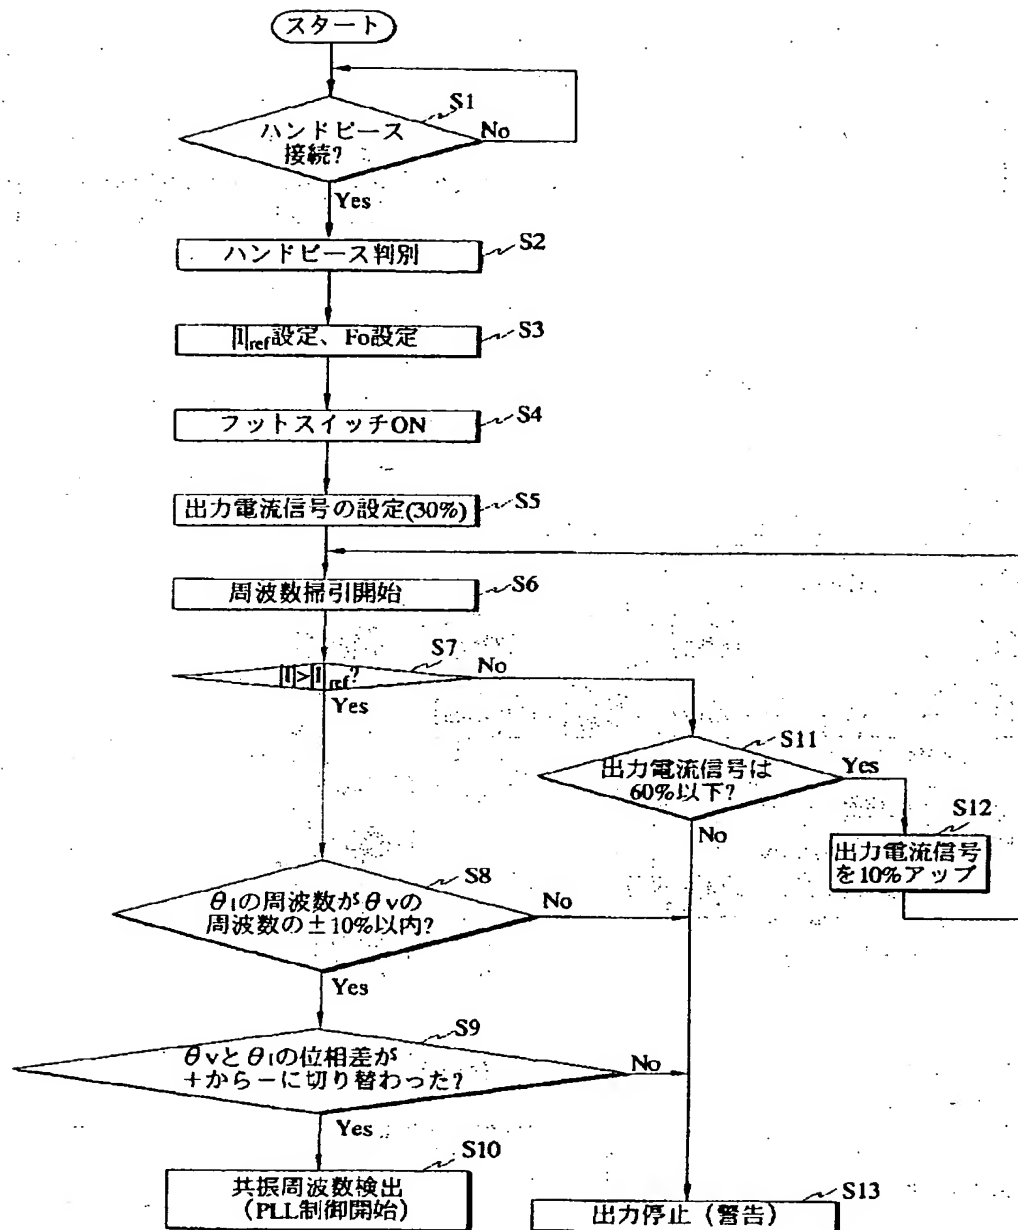 スタート
S1
ハンドピース
接続?
No
Yes
S2
ハンドピース判別
S3
|I|ref設定、Fo設定
S4
フットスイッチON
S5
出力電流信号の設定(30%)
S6
周波数掃引開始
S7
|I|>|I|ref?
No
Yes
S11
出力電流信号は
60%以下?
Yes
No
S12
出力電流信号
を10%アップ
S8
θIの周波数がθvの
周波数の±10%以内?
No
Yes
S9
θvとθIの位相差が
+から−に切り替わった?
No
Yes
S10
共振周波数検出
(PLL制御開始)
S13
出力停止(警告)